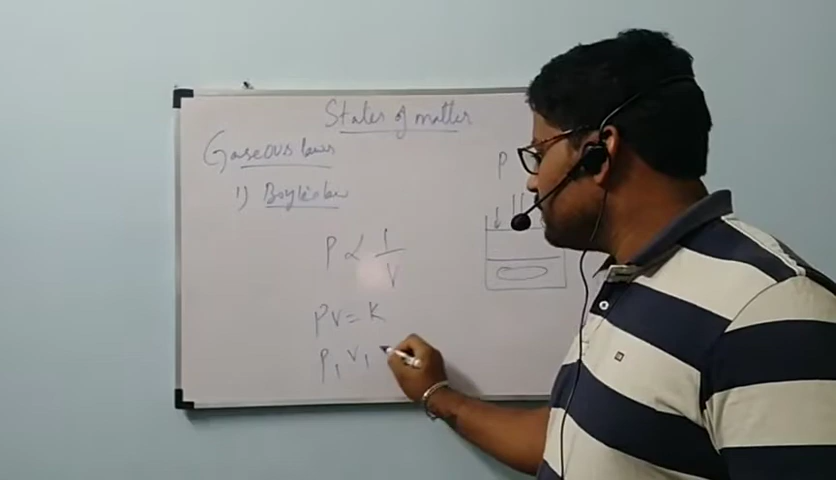 States of matter
Gaseous laws
1) Boyle's law
P
P ∝ 1/V
PV = K
P₁ V₁